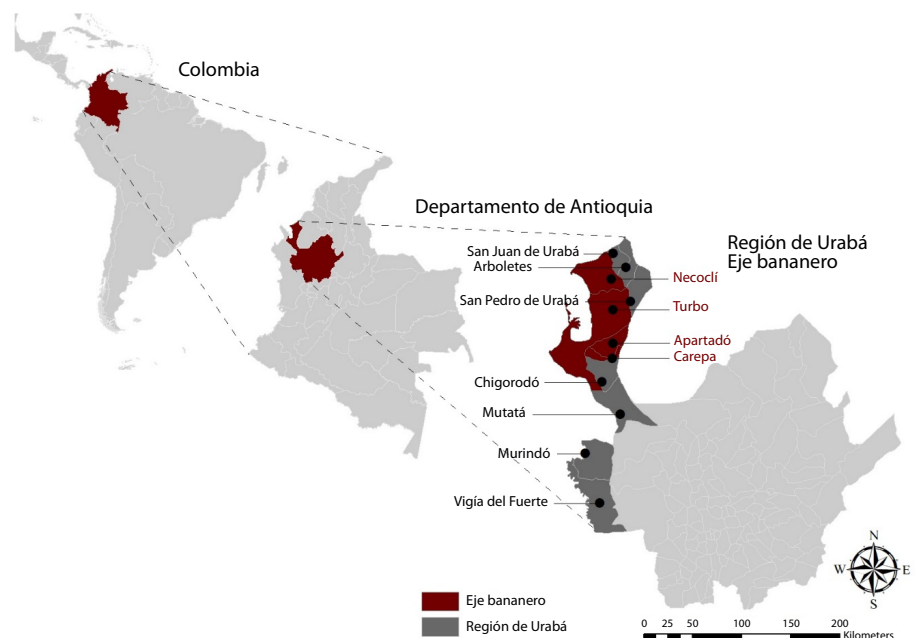 Colombia
Departamento de Antioquia
Región de Urabá
Eje bananero
San Juan de Urabá
Arboletes
Necoclí
San Pedro de Urabá
Turbo
Apartadó
Carepa
Chigorodó
Mutatá
Murindó
Vigía del Fuerte
N
W E
S
Eje bananero
Región de Urabá
0 25 50 100 150 200
Kilometers